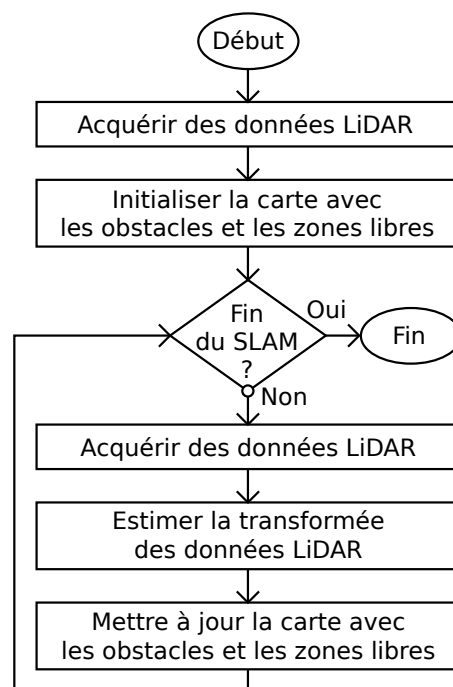 Début
Acquérir des données LiDAR
Initialiser la carte avec
les obstacles et les zones libres
Fin
du SLAM
?
Oui
Fin
Non
Acquérir des données LiDAR
Estimer la transformée
des données LiDAR
Mettre à jour la carte avec
les obstacles et les zones libres